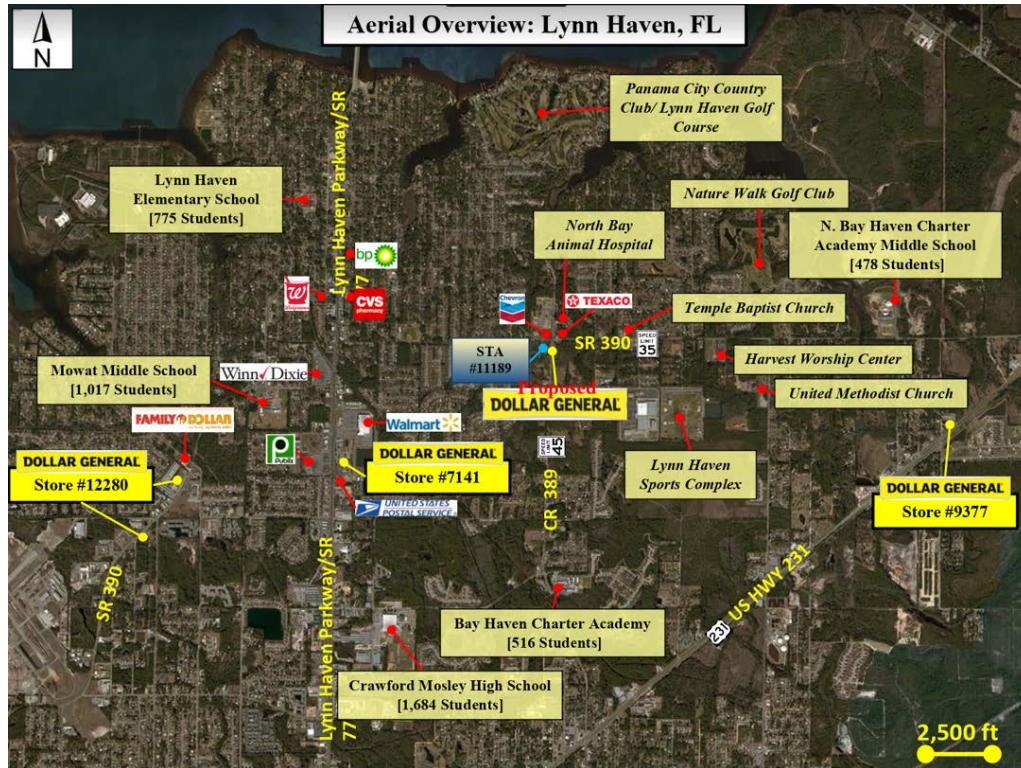 N
Aerial Overview: Lynn Haven, FL
Panama City Country
Club/ Lynn Haven Golf
Course
Lynn Haven
Elementary School
[775 Students]
Lynn Haven Parkway/SR
77
Nature Walk Golf Club
North Bay
Animal Hospital
N. Bay Haven Charter
Academy Middle School
[478 Students]
bp
W
CVS
pharmacy
Chevron
TEXACO
Temple Baptist Church
SR 390
SPEED
LIMIT
35
STA
#11189
Harvest Worship Center
Mowat Middle School
[1,017 Students]
Winn Dixie
Proposed
DOLLAR GENERAL
United Methodist Church
FAMILY DOLLAR
Walmart
Publix
DOLLAR GENERAL
Store #12280
DOLLAR GENERAL
Store #7141
SPEED
LIMIT
45
CR 389
Lynn Haven
Sports Complex
DOLLAR GENERAL
Store #9377
UNITED STATES
POSTAL SERVICE
SR 390
Lynn Haven Parkway/SR
77
US HWY 231
231
Bay Haven Charter Academy
[516 Students]
Crawford Mosley High School
[1,684 Students]
2,500 ft